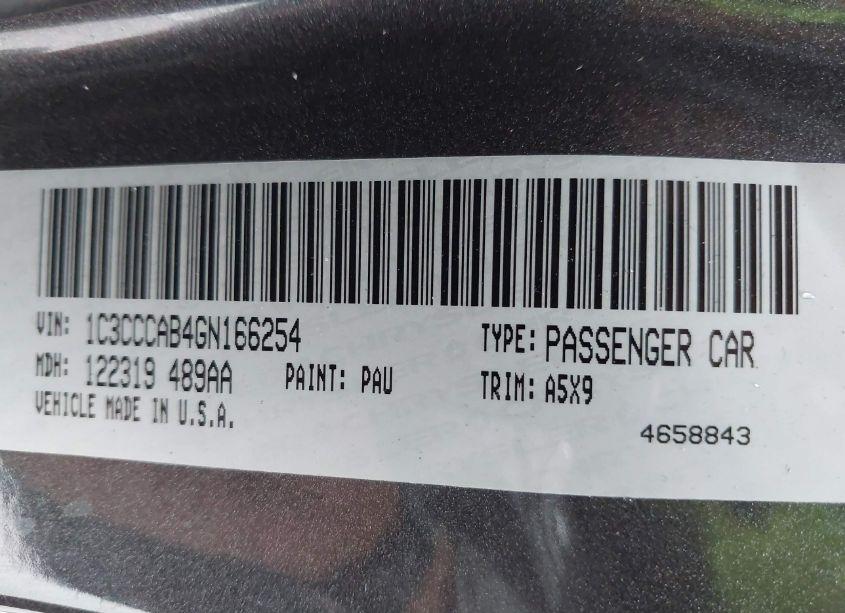 VIN: 1C3CCCAB4GN166254 TYPE: PASSENGER CAR
MDH: 122319 489AA PAINT: PAU TRIM: A5X9
VEHICLE MADE IN U.S.A.
4658843